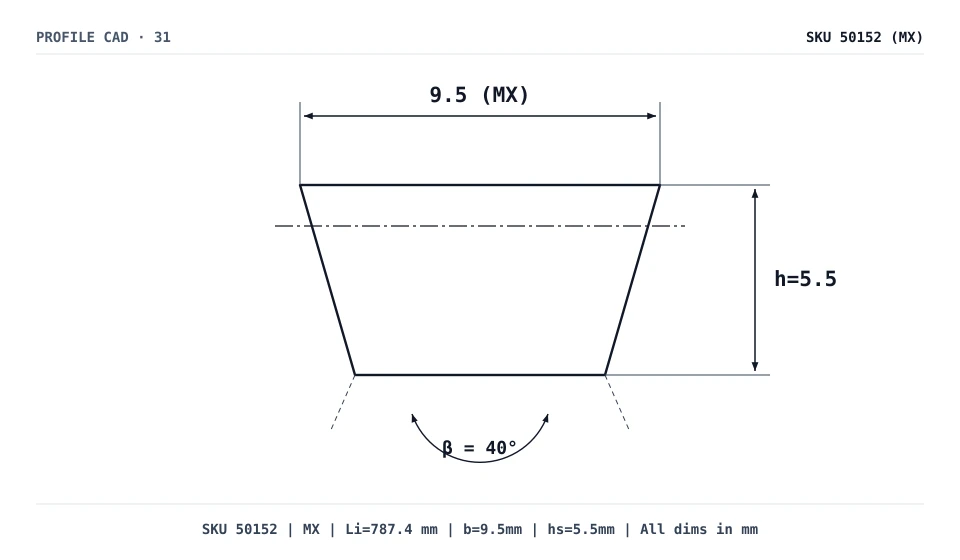 PROFILE CAD · 31
SKU 50152 (MX)
9.5 (MX)
h=5.5
β = 40°
SKU 50152 | MX | Li=787.4 mm | b=9.5mm | hs=5.5mm | All dims in mm